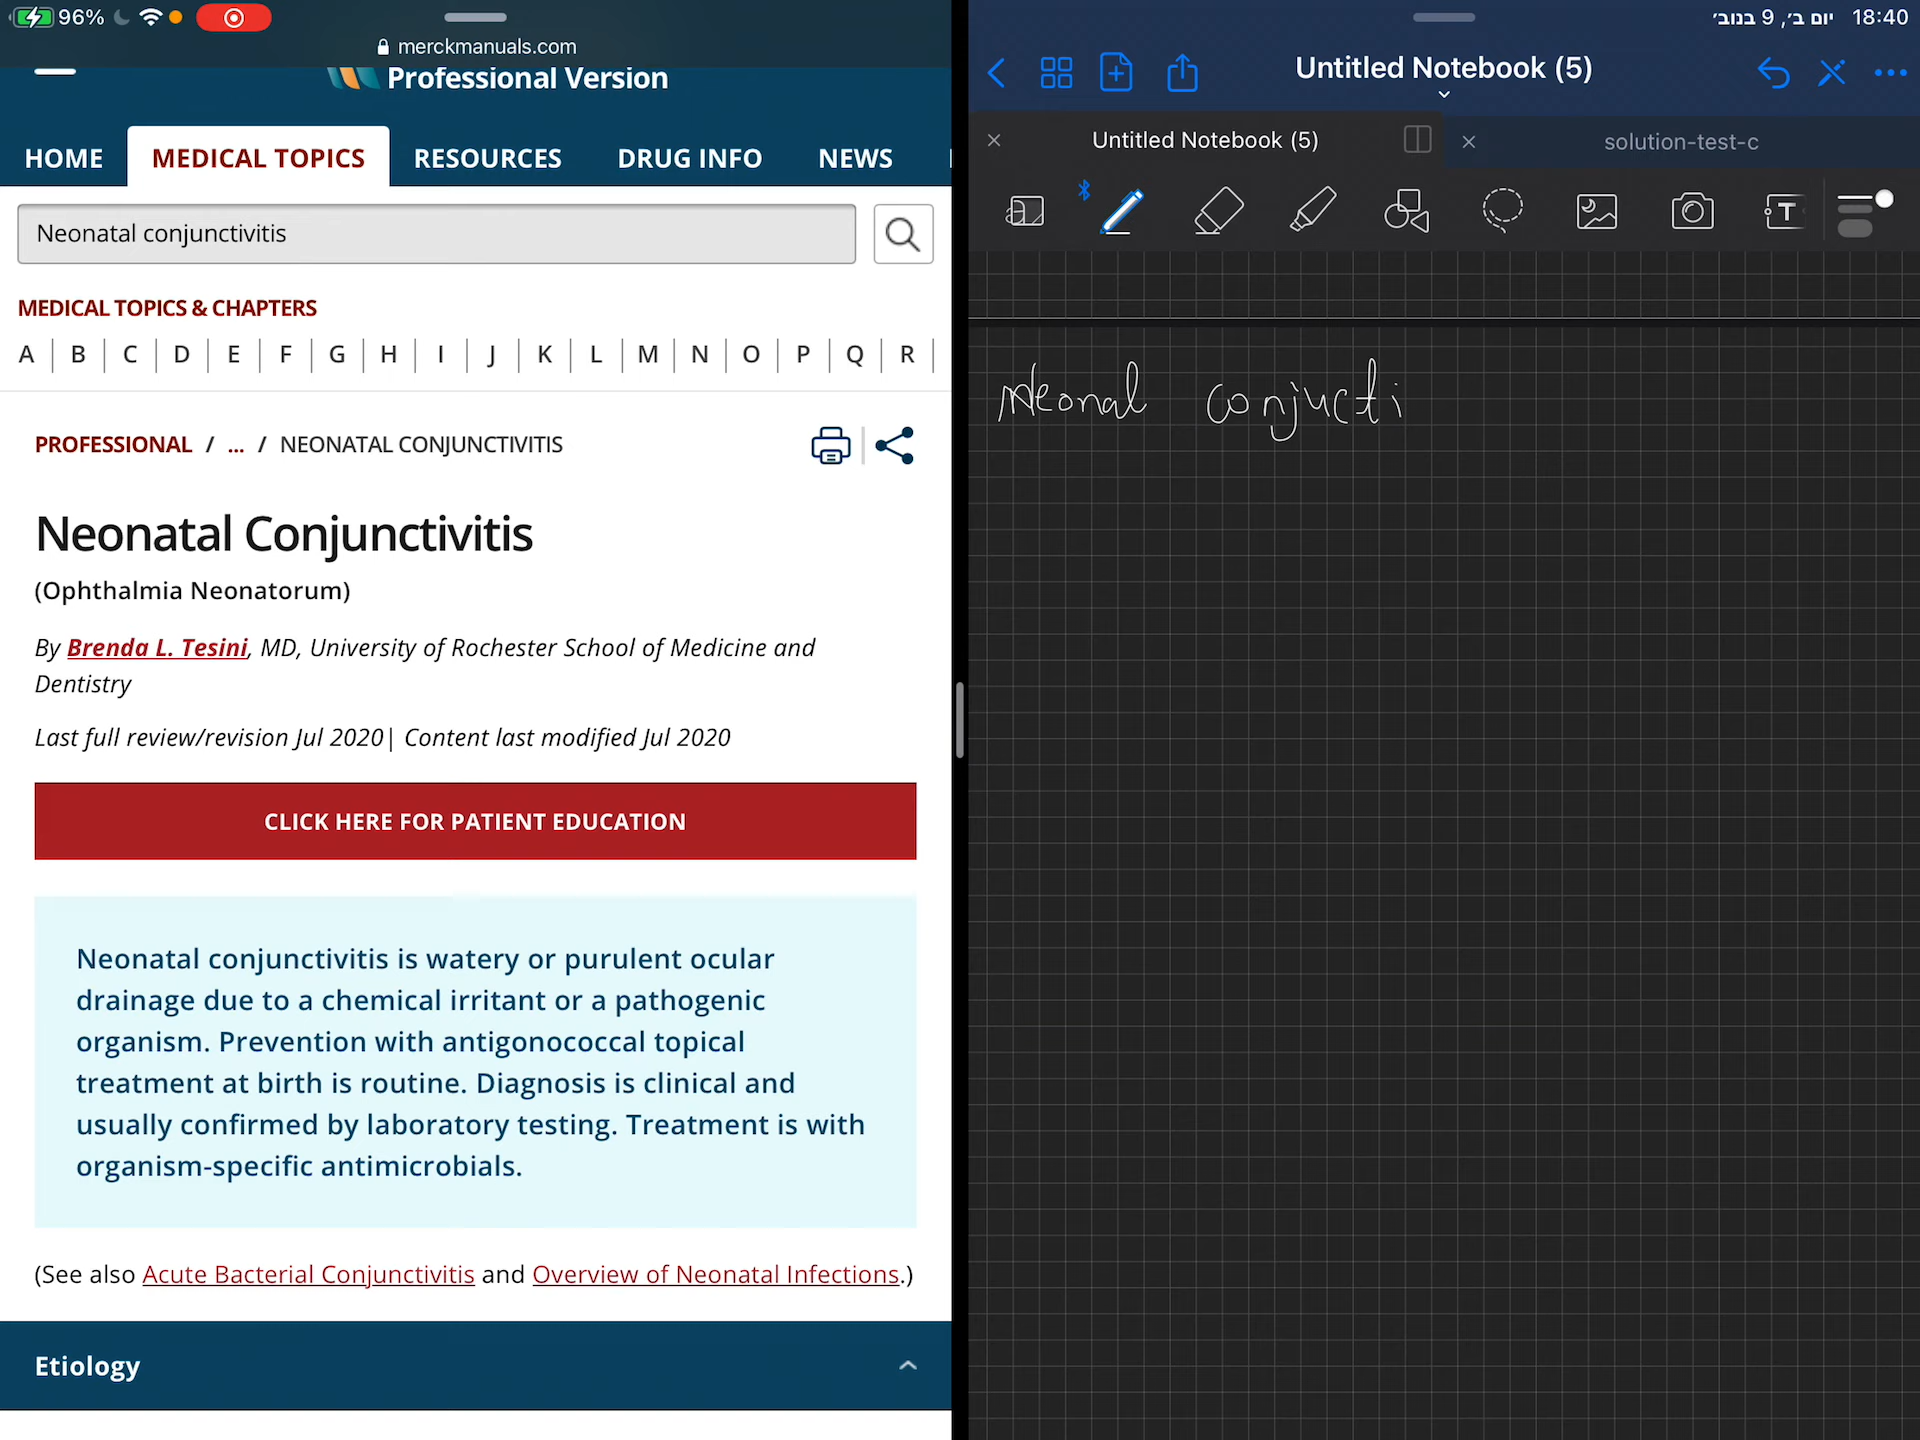 96%
merckmanuals.com
Professional Version
HOME MEDICAL TOPICS RESOURCES DRUG INFO NEWS
Neonatal conjunctivitis
MEDICAL TOPICS & CHAPTERS
A B C D E F G H I J K L M N O P Q R
PROFESSIONAL / ... / NEONATAL CONJUNCTIVITIS
Neonatal Conjunctivitis
(Ophthalmia Neonatorum)
By Brenda L. Tesini, MD, University of Rochester School of Medicine and
Dentistry
Last full review/revision Jul 2020| Content last modified Jul 2020
CLICK HERE FOR PATIENT EDUCATION
Neonatal conjunctivitis is watery or purulent ocular
drainage due to a chemical irritant or a pathogenic
organism. Prevention with antigonococcal topical
treatment at birth is routine. Diagnosis is clinical and
usually confirmed by laboratory testing. Treatment is with
organism-specific antimicrobials.
(See also Acute Bacterial Conjunctivitis and Overview of Neonatal Infections.)
Etiology
18:40 יום ב׳, 9 בנוב׳
Untitled Notebook (5)
Untitled Notebook (5) solution-test-c
T
Neonal conjucti